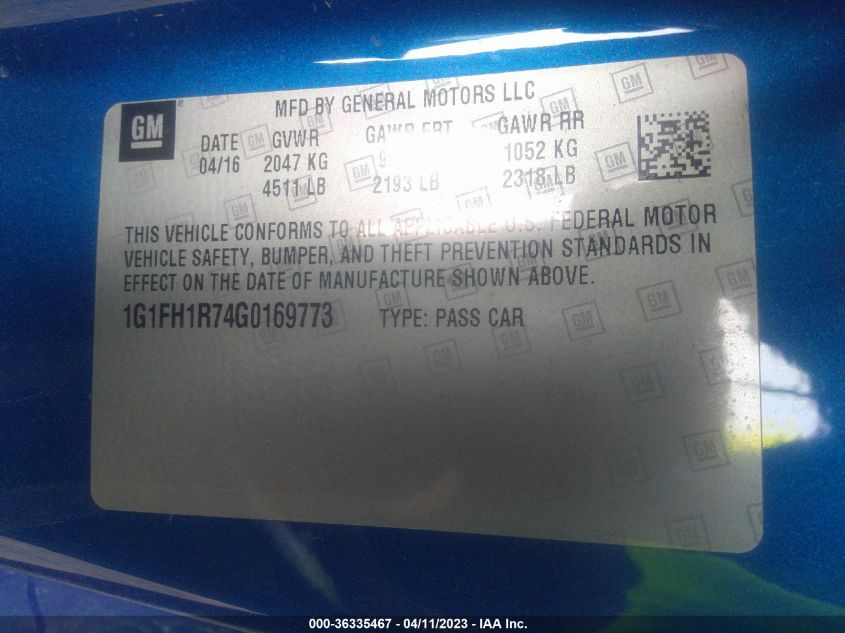 GM
MFD BY GENERAL MOTORS LLC
DATE GVWR GAWR FRT GAWR RR
04/16 2047 KG 1052 KG
4511 LB 2193 LB 2318 LB
THIS VEHICLE CONFORMS TO ALL APPLICABLE U.S. FEDERAL MOTOR
VEHICLE SAFETY, BUMPER, AND THEFT PREVENTION STANDARDS IN
EFFECT ON THE DATE OF MANUFACTURE SHOWN ABOVE.
1G1FH1R74G0169773 TYPE: PASS CAR
000-36335467 - 04/11/2023 - IAA Inc.